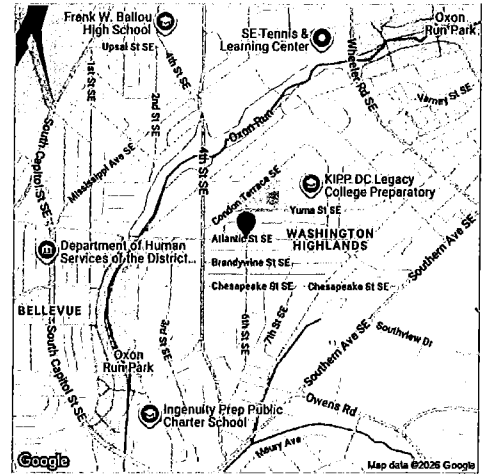 Frank W. Ballou
High School
Upsal St SE
SE Tennis &
Learning Center
Oxon
Run Park
1st St SE
2nd St SE
4th St SE
Wheeler Rd SE
Varney St SE
South Capitol St SE
Mississippi Ave SE
Oxon Run
4th St SE
KIPP DC Legacy
College Preparatory
Condon Terrace SE
Yuma St SE
Atlantic St SE
WASHINGTON
HIGHLANDS
Department of Human
Services of the District...
Brandywine St SE
Southern Ave SE
Chesapeake St SE
Chesapeake St SE
BELLEVUE
3rd St SE
6th St SE
7th St SE
Southview Dr
South Capitol St SE
Oxon
Run Park
Southern Ave SE
Owens Rd
Ingenuity Prep Public
Charter School
Maury Ave
Google
Map data ©2025 Google